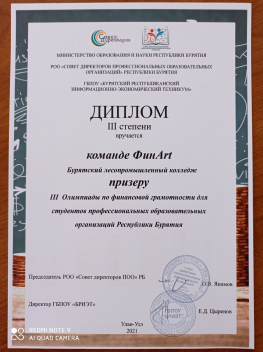 МИНИСТЕРСТВО ОБРАЗОВАНИЯ И НАУКИ РЕСПУБЛИКИ БУРЯТИЯ
РОО «СОВЕТ ДИРЕКТОРОВ ПРОФЕССИОНАЛЬНЫХ ОБРАЗОВАТЕЛЬНЫХ
ОРГАНИЗАЦИЙ» РЕСПУБЛИКИ БУРЯТИЯ
ГБПОУ «БУРЯТСКИЙ РЕСПУБЛИКАНСКИЙ
ИНФОРМАЦИОННО-ЭКОНОМИЧЕСКИЙ ТЕХНИКУМ»
ДИПЛОМ
III степени
вручается
команде ФинArt
Бурятский лесопромышленный колледж
призеру
III Олимпиады по финансовой грамотности для
студентов профессиональных образовательных
организаций Республики Бурятия
Председатель РОО «Совет директоров ПОО» РБ
Якимов
Директор ГБПОУ «БРИЭТ»
Е.Д. Цыренов
Улан-Удэ
2021
REDMI NOTE 7
AI QUAD CAMERA